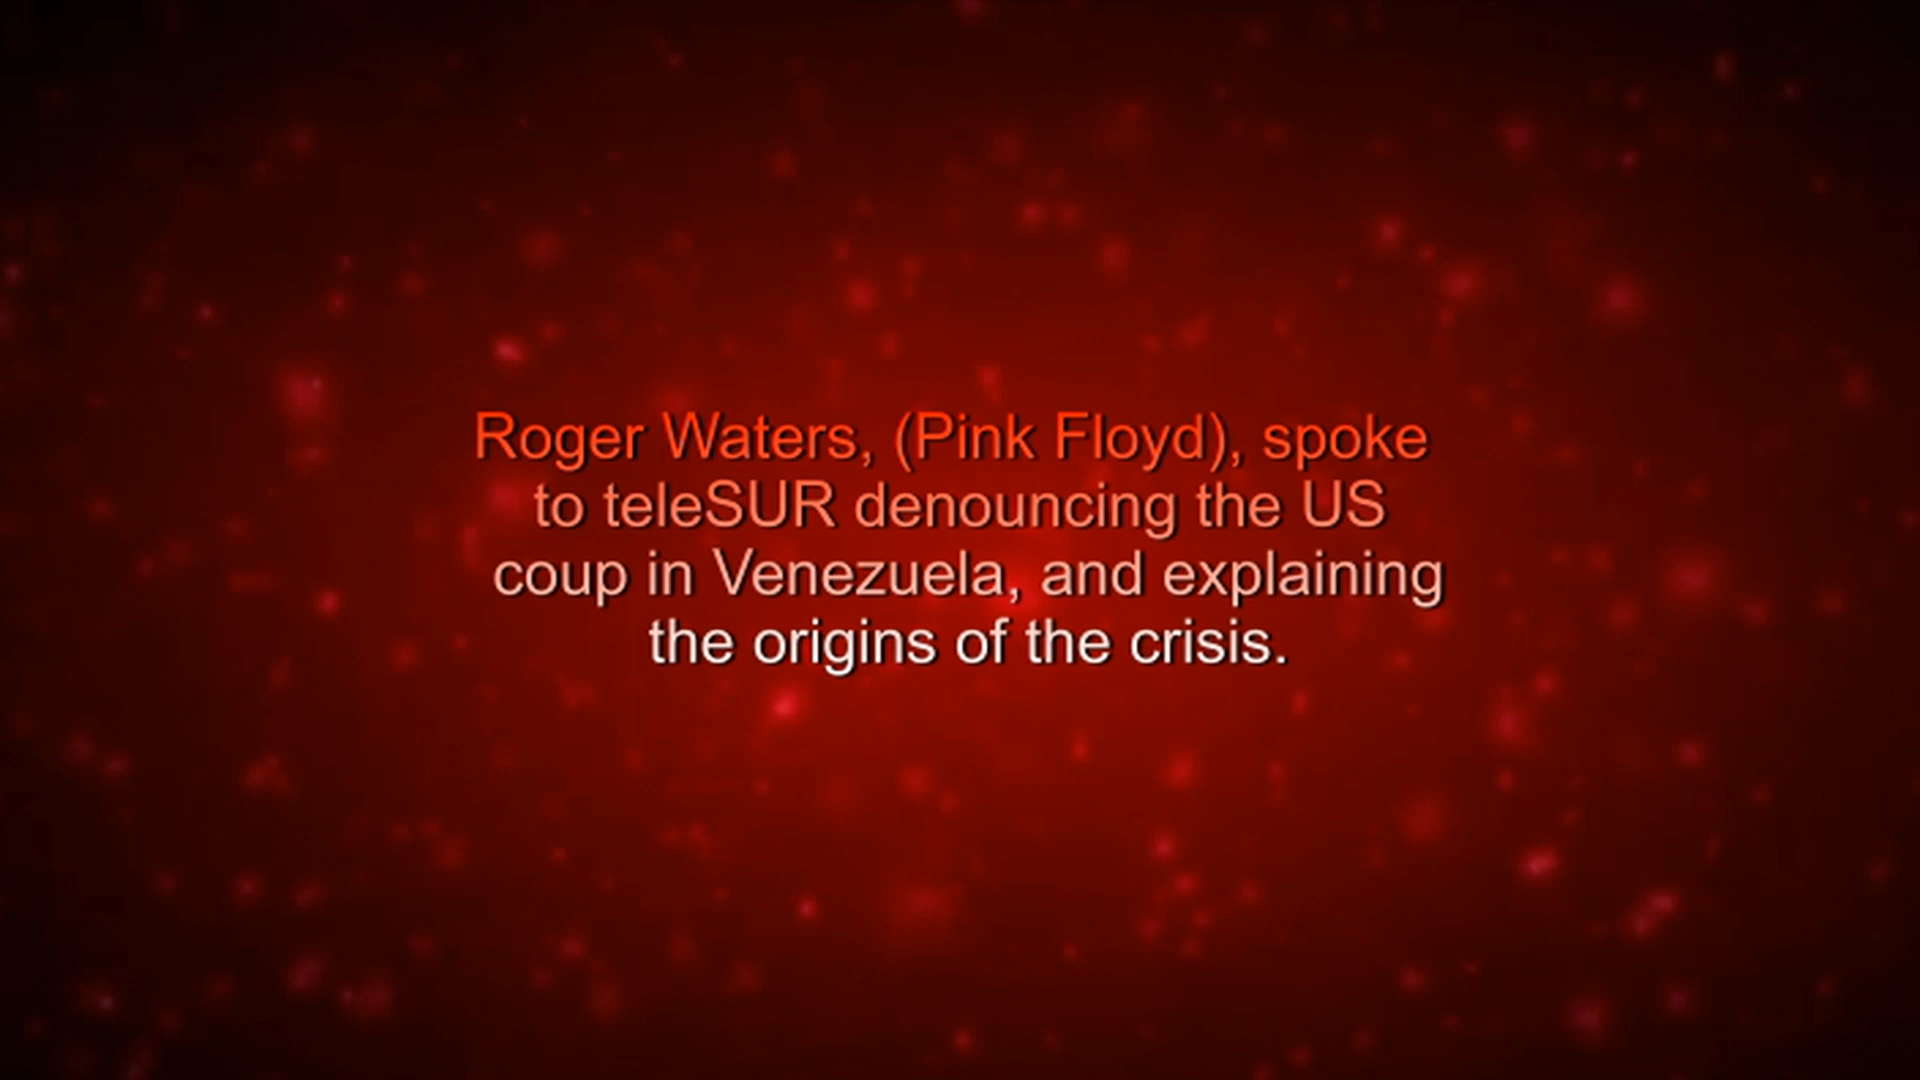 Roger Waters, (Pink Floyd), spoke
to teleSUR denouncing the US
coup in Venezuela, and explaining
the origins of the crisis.